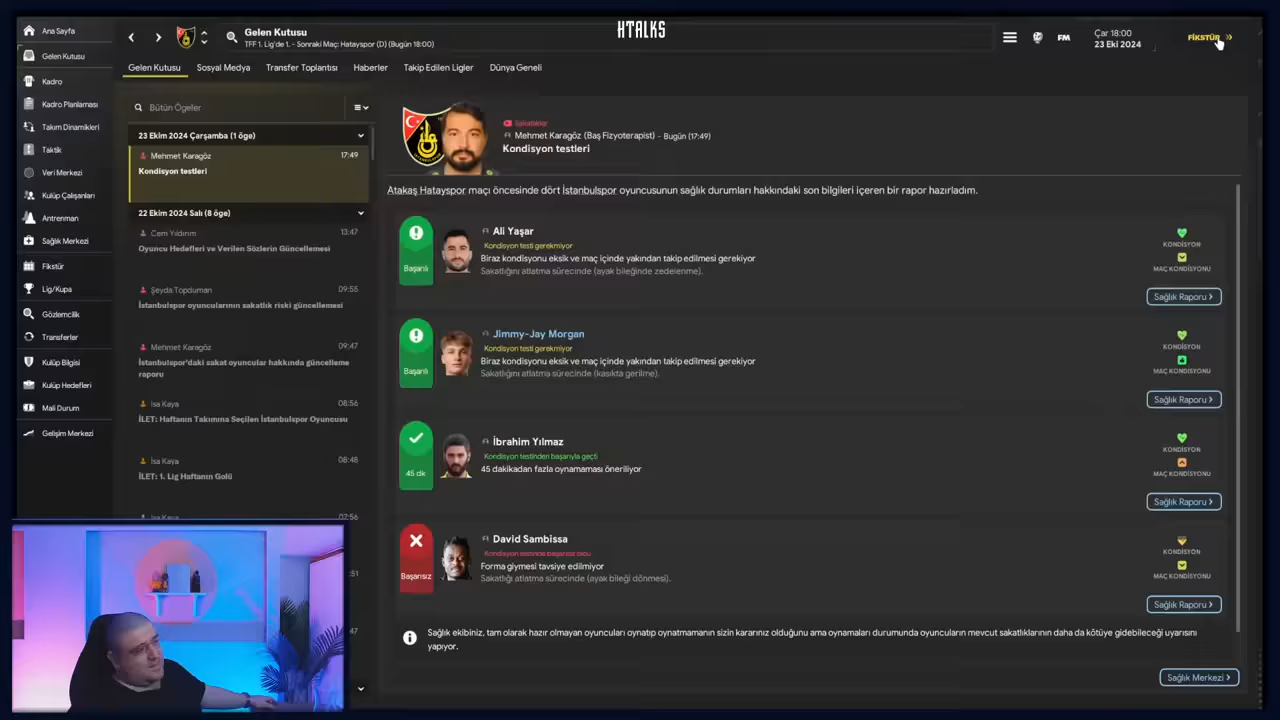 HTALKS
Ana Sayfa
Gelen Kutusu
Kadro
Kadro Planlaması
Takım Dinamikleri
Taktik
Veri Merkezi
Kulüp Çalışanları
Antrenman
Sağlık Merkezi
Fikstür
Lig/Kupa
Gözlemcilik
Transferler
Kulüp Bilgisi
Kulüp Hedefleri
Mali Durum
Gelişim Merkezi
Gelen Kutusu
TFF 1. Lig'de 1. - Sonraki Maç: Hatayspor (D) (Bugün 18:00)
FM
Çar 18:00
23 Eki 2024
FİKSTÜR
Gelen Kutusu Sosyal Medya Transfer Toplantısı Haberler Takip Edilen Ligler Dünya Geneli
Bütün Ögeler
23 Ekim 2024 Çarşamba (1 öge)
Mehmet Karagöz 17:49
Kondisyon testleri
22 Ekim 2024 Salı (8 öge)
Cem Yıldırım 13:47
Oyuncu Hedefleri ve Verilen Sözlerin Güncellemesi
Şeyda Topduman 09:55
İstanbulspor oyuncularının sakatlık riski güncellemesi
Mehmet Karagöz 09:47
İstanbulspor'daki sakat oyuncular hakkında güncelleme
raporu
İsa Kaya 08:56
İLET: Haftanın Takımına Seçilen İstanbulspor Oyuncusu
İsa Kaya 08:48
İLET: 1. Lig Haftanın Golü
İsa Kaya 02:56
:51
:47
Sakatlıklar
Mehmet Karagöz (Baş Fizyoterapist) - Bugün (17:49)
Kondisyon testleri
Atakaş Hatayspor maçı öncesinde dört İstanbulspor oyuncusunun sağlık durumları hakkındaki son bilgileri içeren bir rapor hazırladım.
Başarılı
Ali Yaşar
Kondisyon testi gerekmiyor
Biraz kondisyonu eksik ve maç içinde yakından takip edilmesi gerekiyor
Sakatlığını atlatma sürecinde (ayak bileğinde zedelenme).
KONDİSYON
MAÇ KONDİSYONU
Sağlık Raporu
Başarılı
Jimmy-Jay Morgan
Kondisyon testi gerekmiyor
Biraz kondisyonu eksik ve maç içinde yakından takip edilmesi gerekiyor
Sakatlığını atlatma sürecinde (kasıkta gerilme).
KONDİSYON
MAÇ KONDİSYONU
Sağlık Raporu
45 dk
İbrahim Yılmaz
Kondisyon testinden başarıyla geçti
45 dakikadan fazla oynamaması öneriliyor
KONDİSYON
MAÇ KONDİSYONU
Sağlık Raporu
Başarısız
David Sambissa
Kondisyon testinde başarısız oldu
Forma giymesi tavsiye edilmiyor
Sakatlığı atlatma sürecinde (ayak bileği dönmesi).
KONDİSYON
MAÇ KONDİSYONU
Sağlık Raporu
Sağlık ekibiniz, tam olarak hazır olmayan oyuncuları oynatıp oynatmamanın sizin kararınız olduğunu ama oynamaları durumunda oyuncuların mevcut sakatlıklarının daha da kötüye gidebileceği uyarısını
yapıyor.
Sağlık Merkezi